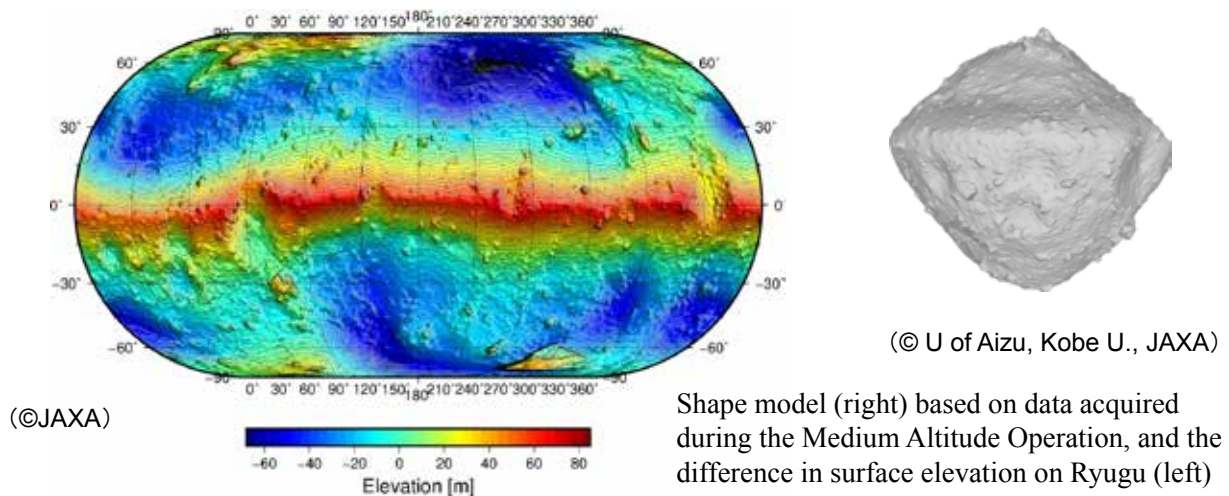 0° 30° 60° 90° 120°150° 180° 210°240°270°300°330°360°
80°
60° 60°
30° 30°
0° 0°
−30° −30°
−60° −60°
−90° −90°
0° 30° 60° 90° 120°150° 180° 210°240°270°300°330°360°
(©JAXA)
−60 −40 −20 0 20 40 60 80
Elevation [m]
(© U of Aizu, Kobe U., JAXA)
Shape model (right) based on data acquired
during the Medium Altitude Operation, and the
difference in surface elevation on Ryugu (left)